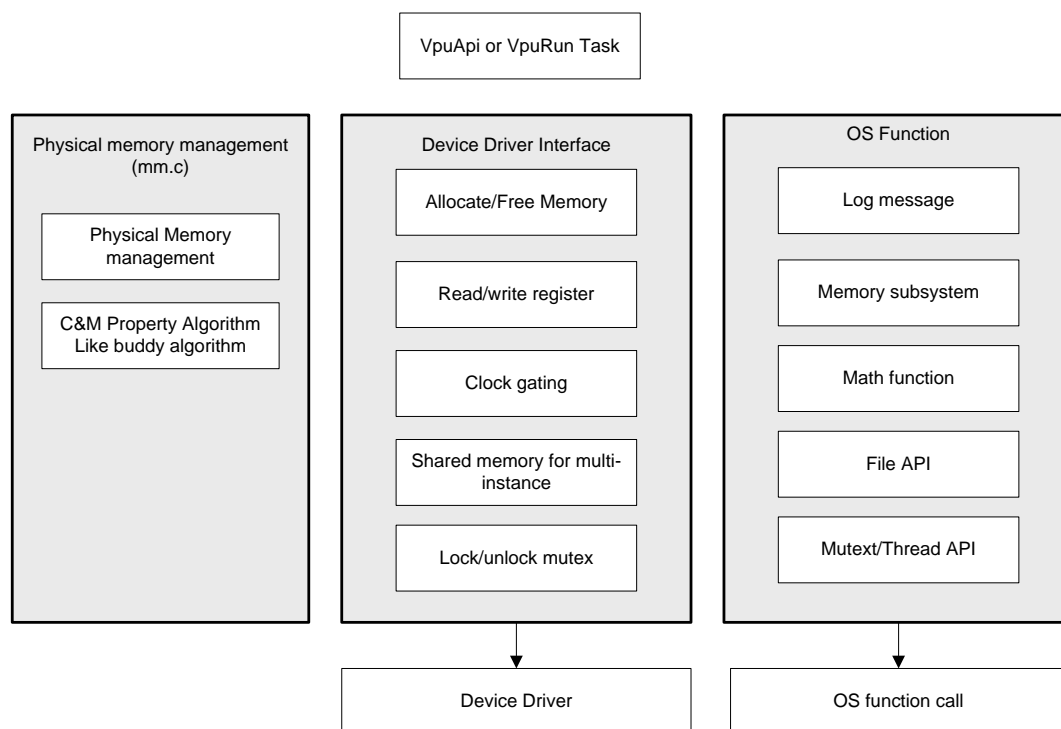 VpuApi or VpuRun Task
Physical memory management
(mm.c)
Physical Memory
management
C&M Property Algorithm
Like buddy algorithm
Device Driver Interface
Allocate/Free Memory
Read/write register
Clock gating
Shared memory for multi-
instance
Lock/unlock mutex
Device Driver
OS Function
Log message
Memory subsystem
Math function
File API
Mutext/Thread API
OS function call